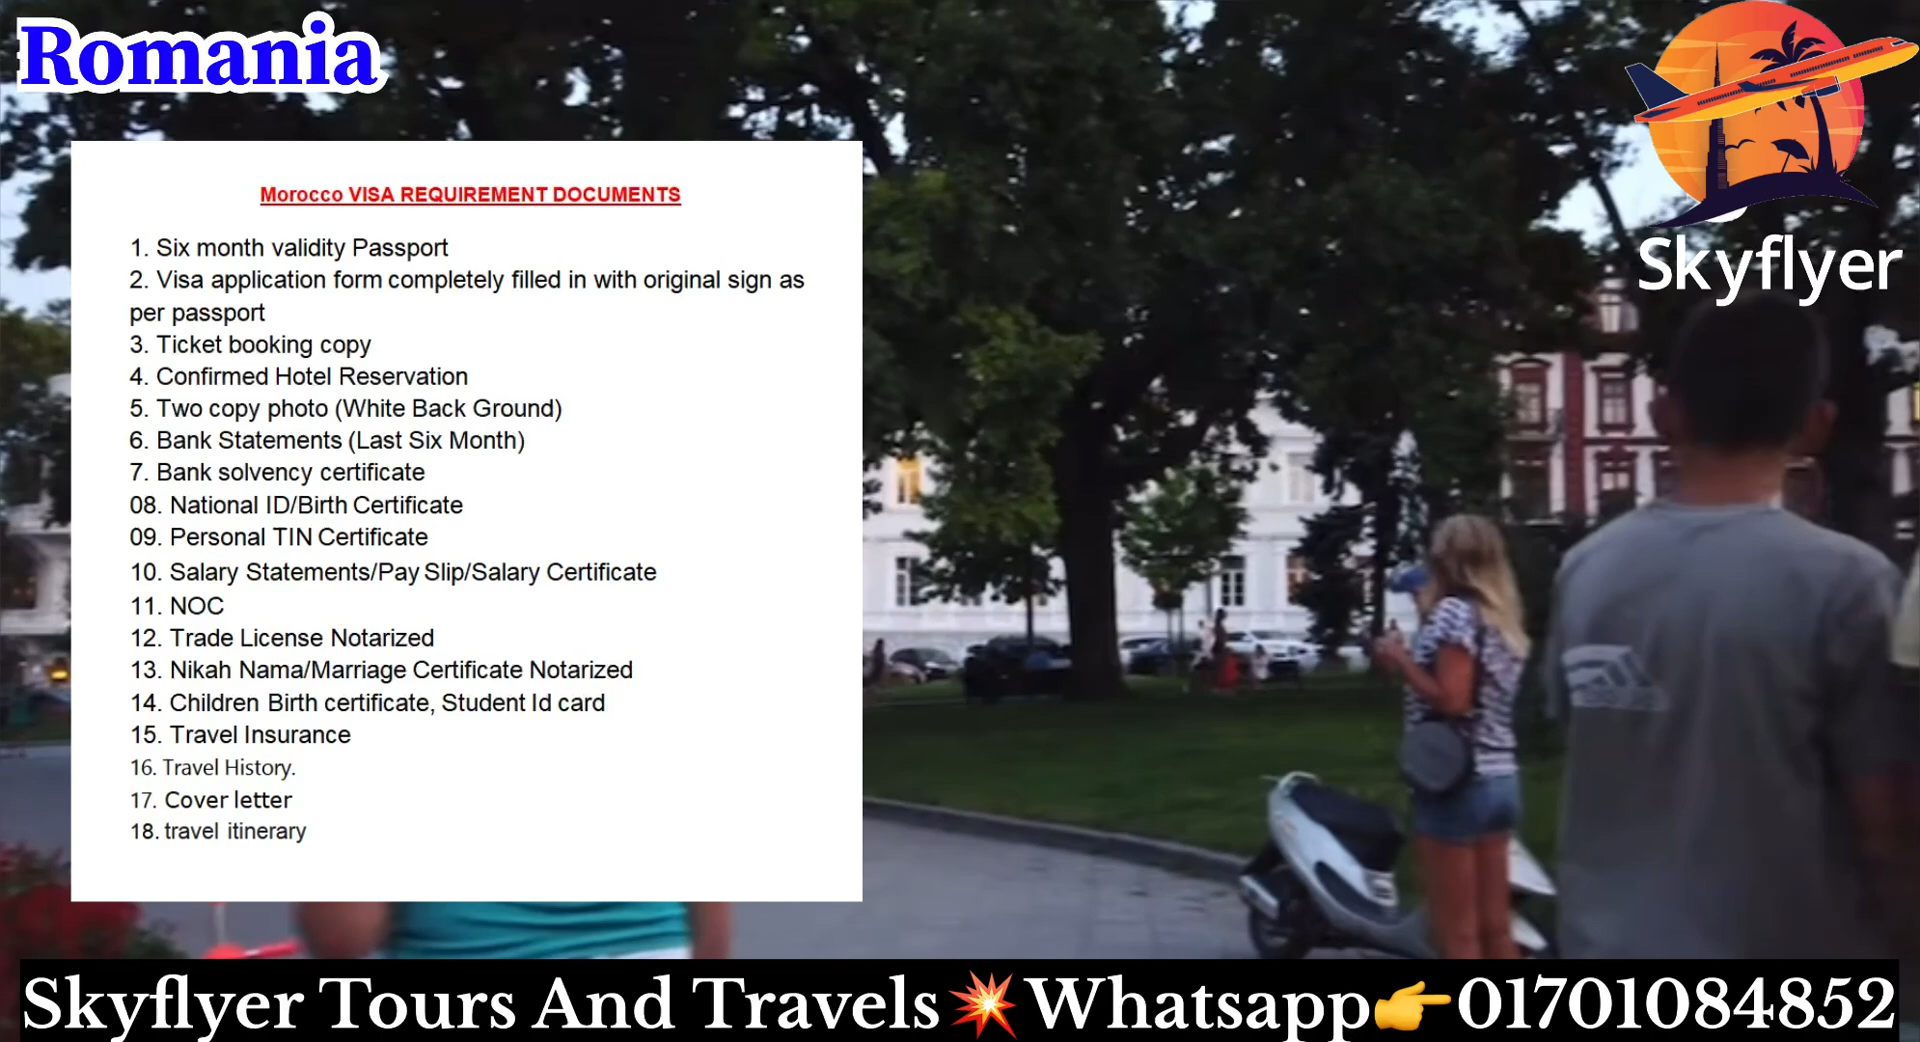 Romania
Skyflyer
Morocco VISA REQUIREMENT DOCUMENTS
1. Six month validity Passport
2. Visa application form completely filled in with original sign as
per passport
3. Ticket booking copy
4. Confirmed Hotel Reservation
5. Two copy photo (White Back Ground)
6. Bank Statements (Last Six Month)
7. Bank solvency certificate
08. National ID/Birth Certificate
09. Personal TIN Certificate
10. Salary Statements/Pay Slip/Salary Certificate
11. NOC
12. Trade License Notarized
13. Nikah Nama/Marriage Certificate Notarized
14. Children Birth certificate, Student Id card
15. Travel Insurance
16. Travel History.
17. Cover letter
18. travel itinerary
Skyflyer Tours And Travels💥Whatsapp👉01701084852